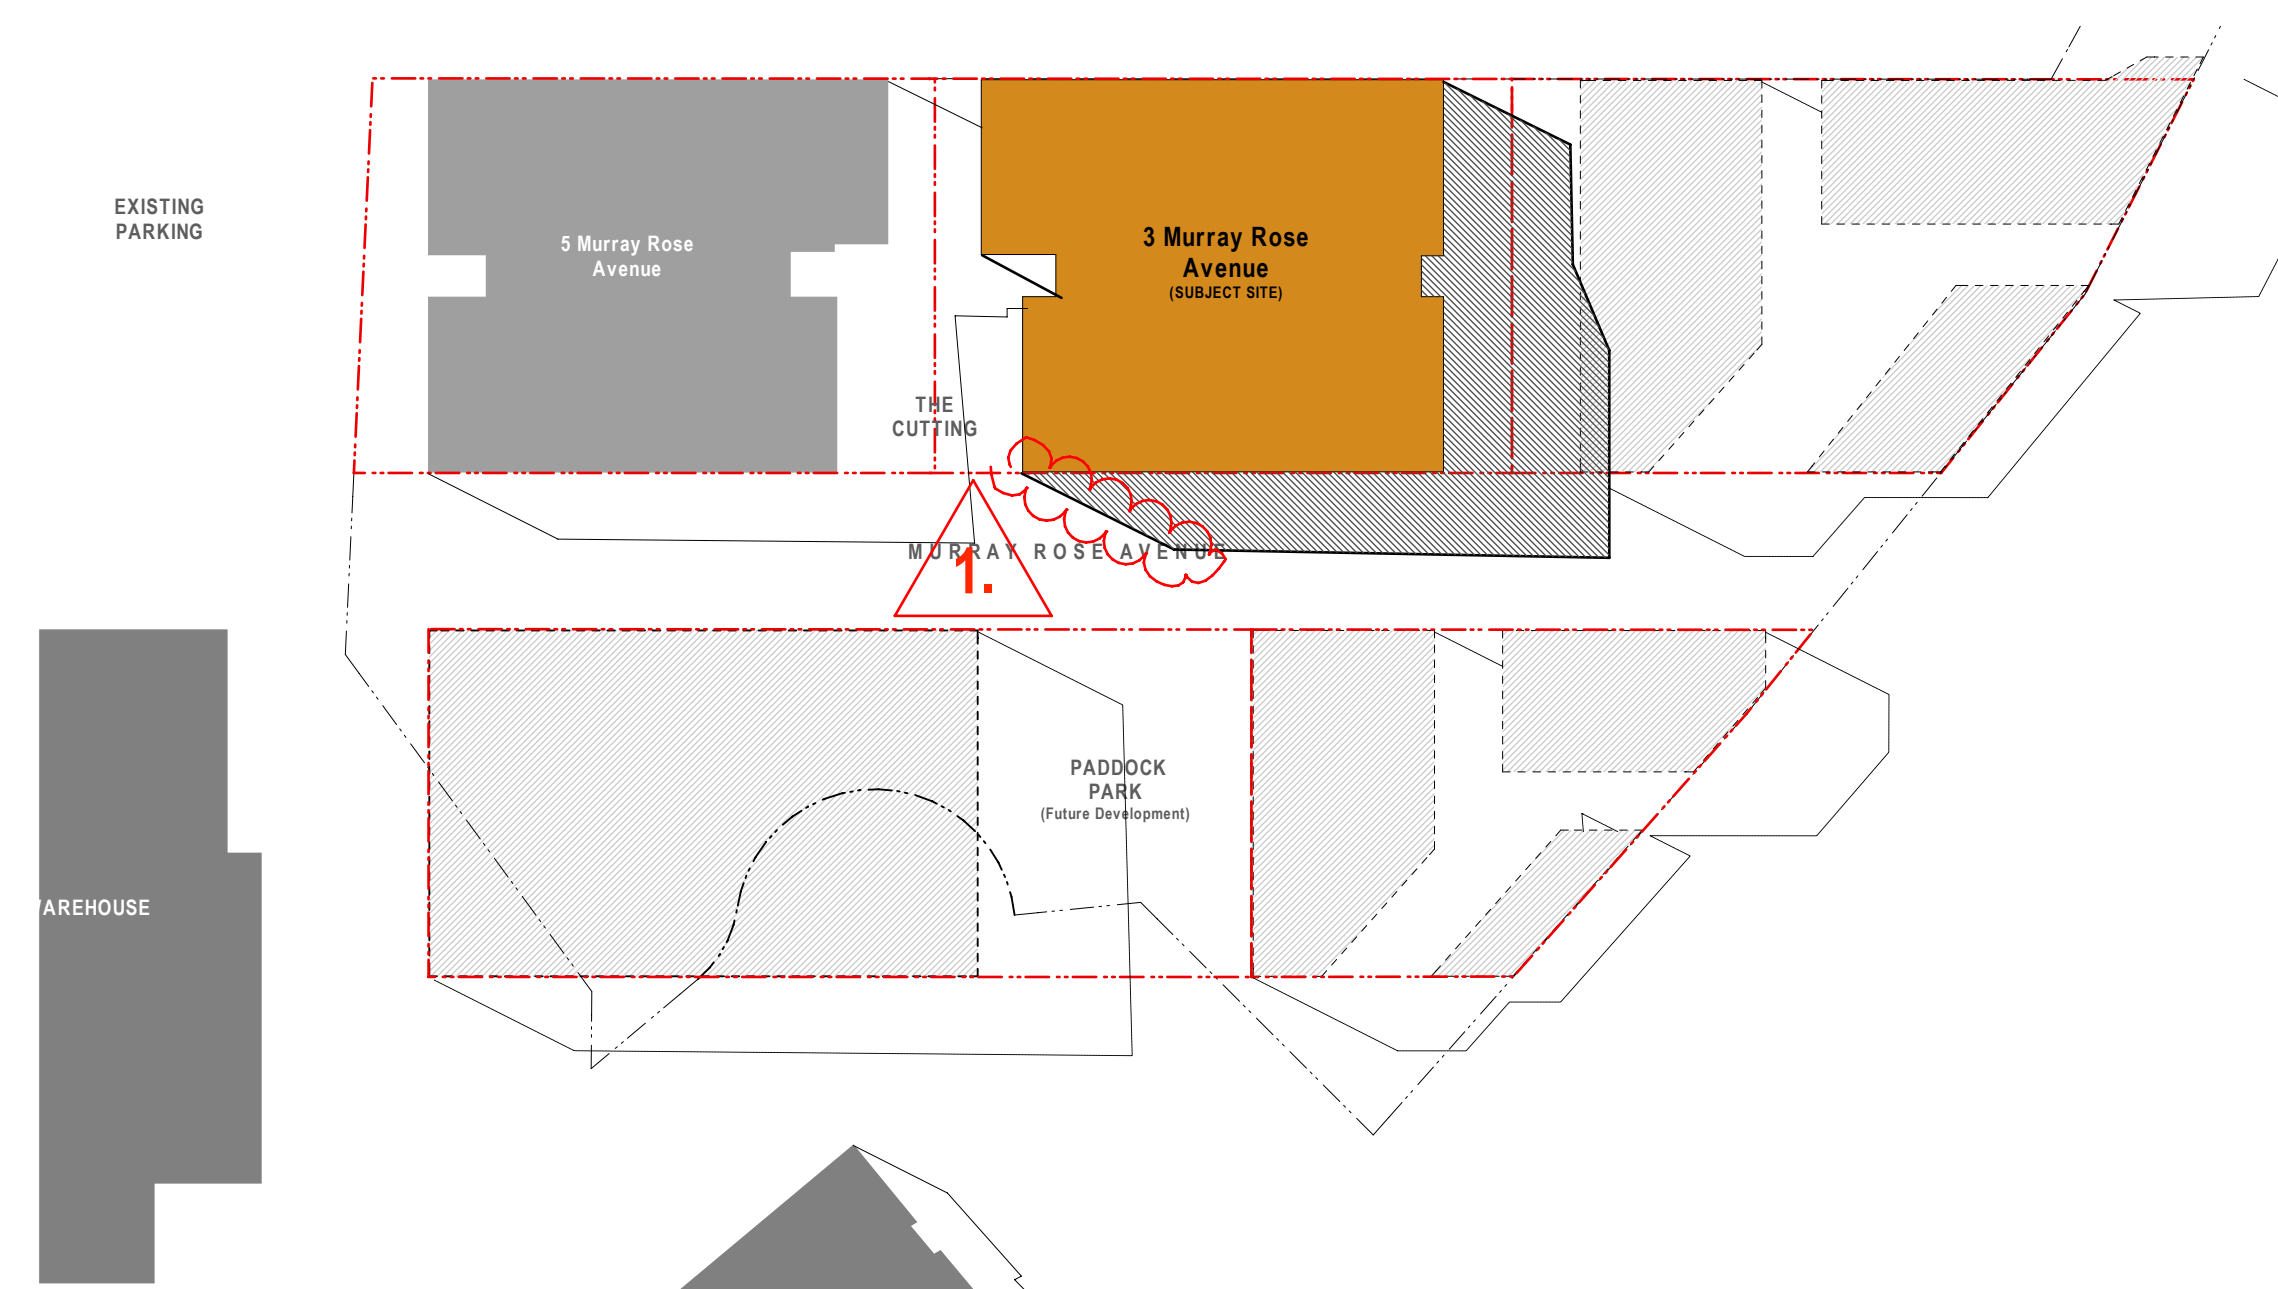 EXISTING
PARKING
5 Murray Rose
Avenue
3 Murray Rose
Avenue
(SUBJECT SITE)
THE
CUTTING
MURRAY ROSE AVENUE
1.
PADDOCK
PARK
(Future Development)
AREHOUSE